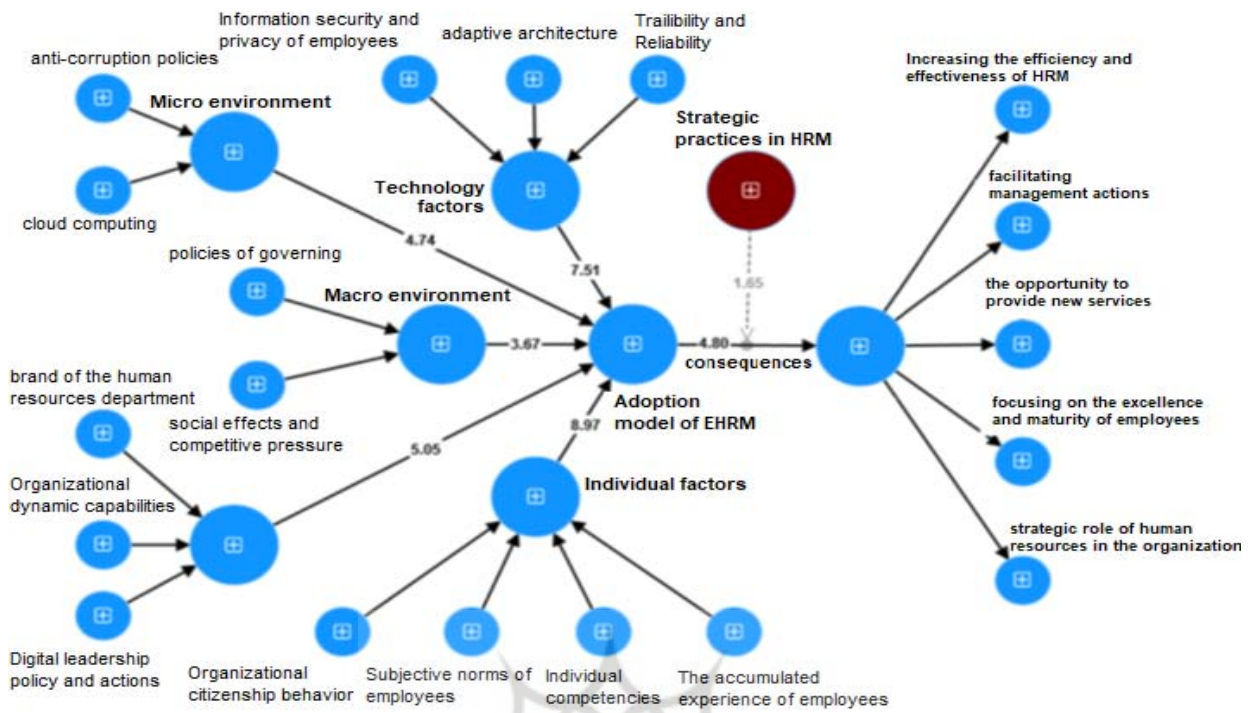 Information security and
privacy of employees
adaptive architecture
Trailibility and
Reliability
anti-corruption policies
Micro environment
cloud computing
Technology
factors
Strategic
practices in HRM
Increasing the efficiency and
effectiveness of HRM
facilitating
management actions
the opportunity to
provide new services
focusing on the excellence
and maturity of employees
strategic role of human
resources in the organization
4.74
7.51
1.65
policies of governing
Macro environment
3.67
4.80
consequences
social effects and
competitive pressure
Adoption
model of EHRM
brand of the human
resources department
5.05
8.97
Organizational
dynamic capabilities
Individual factors
Digital leadership
policy and actions
Organizational
citizenship behavior
Subjective norms of
employees
Individual
competencies
The accumulated
experience of employees